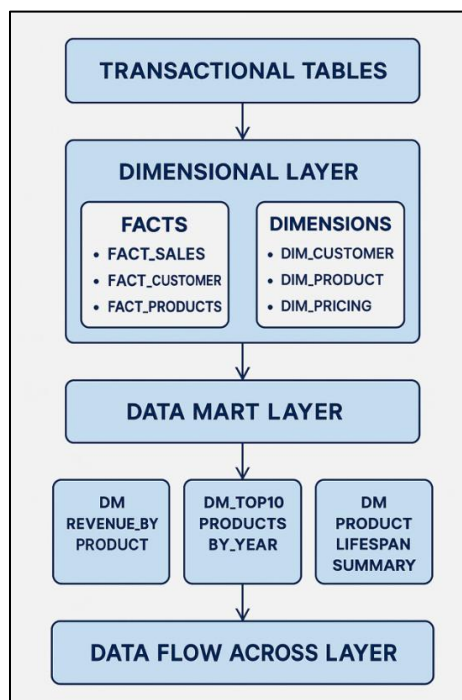 TRANSACTIONAL TABLES
DIMENSIONAL LAYER
FACTS
• FACT_SALES
• FACT_CUSTOMER
• FACT_PRODUCTS
DIMENSIONS
• DIM_CUSTOMER
• DIM_PRODUCT
• DIM_PRICING
DATA MART LAYER
DM
REVENUE_BY
PRODUCT
DM_TOP10
PRODUCTS
BY_YEAR
DM
PRODUCT
LIFESPAN
SUMMARY
DATA FLOW ACROSS LAYER